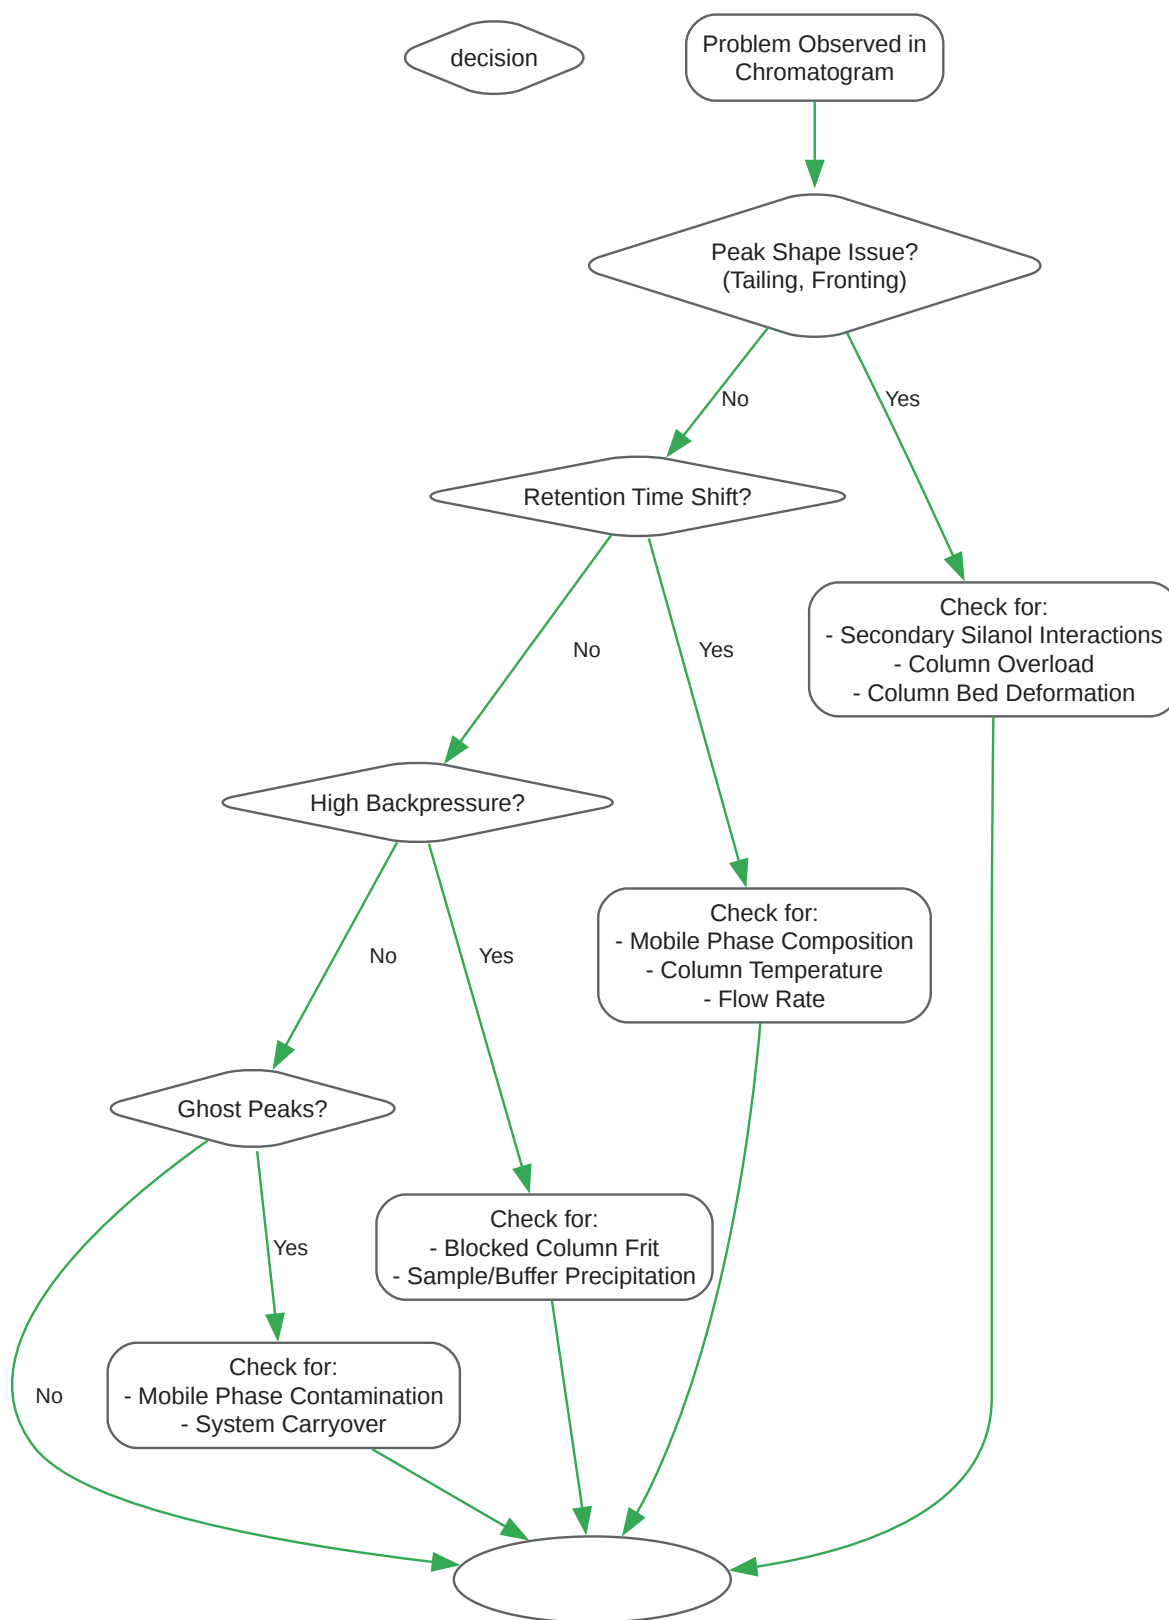 decision
Problem Observed in
Chromatogram
Peak Shape Issue?
(Tailing, Fronting)
No
Yes
Retention Time Shift?
Check for:
- Secondary Silanol Interactions
- Column Overload
- Column Bed Deformation
No
Yes
High Backpressure?
Check for:
- Mobile Phase Composition
- Column Temperature
- Flow Rate
No
Yes
Ghost Peaks?
Check for:
- Blocked Column Frit
- Sample/Buffer Precipitation
Yes
No
Check for:
- Mobile Phase Contamination
- System Carryover